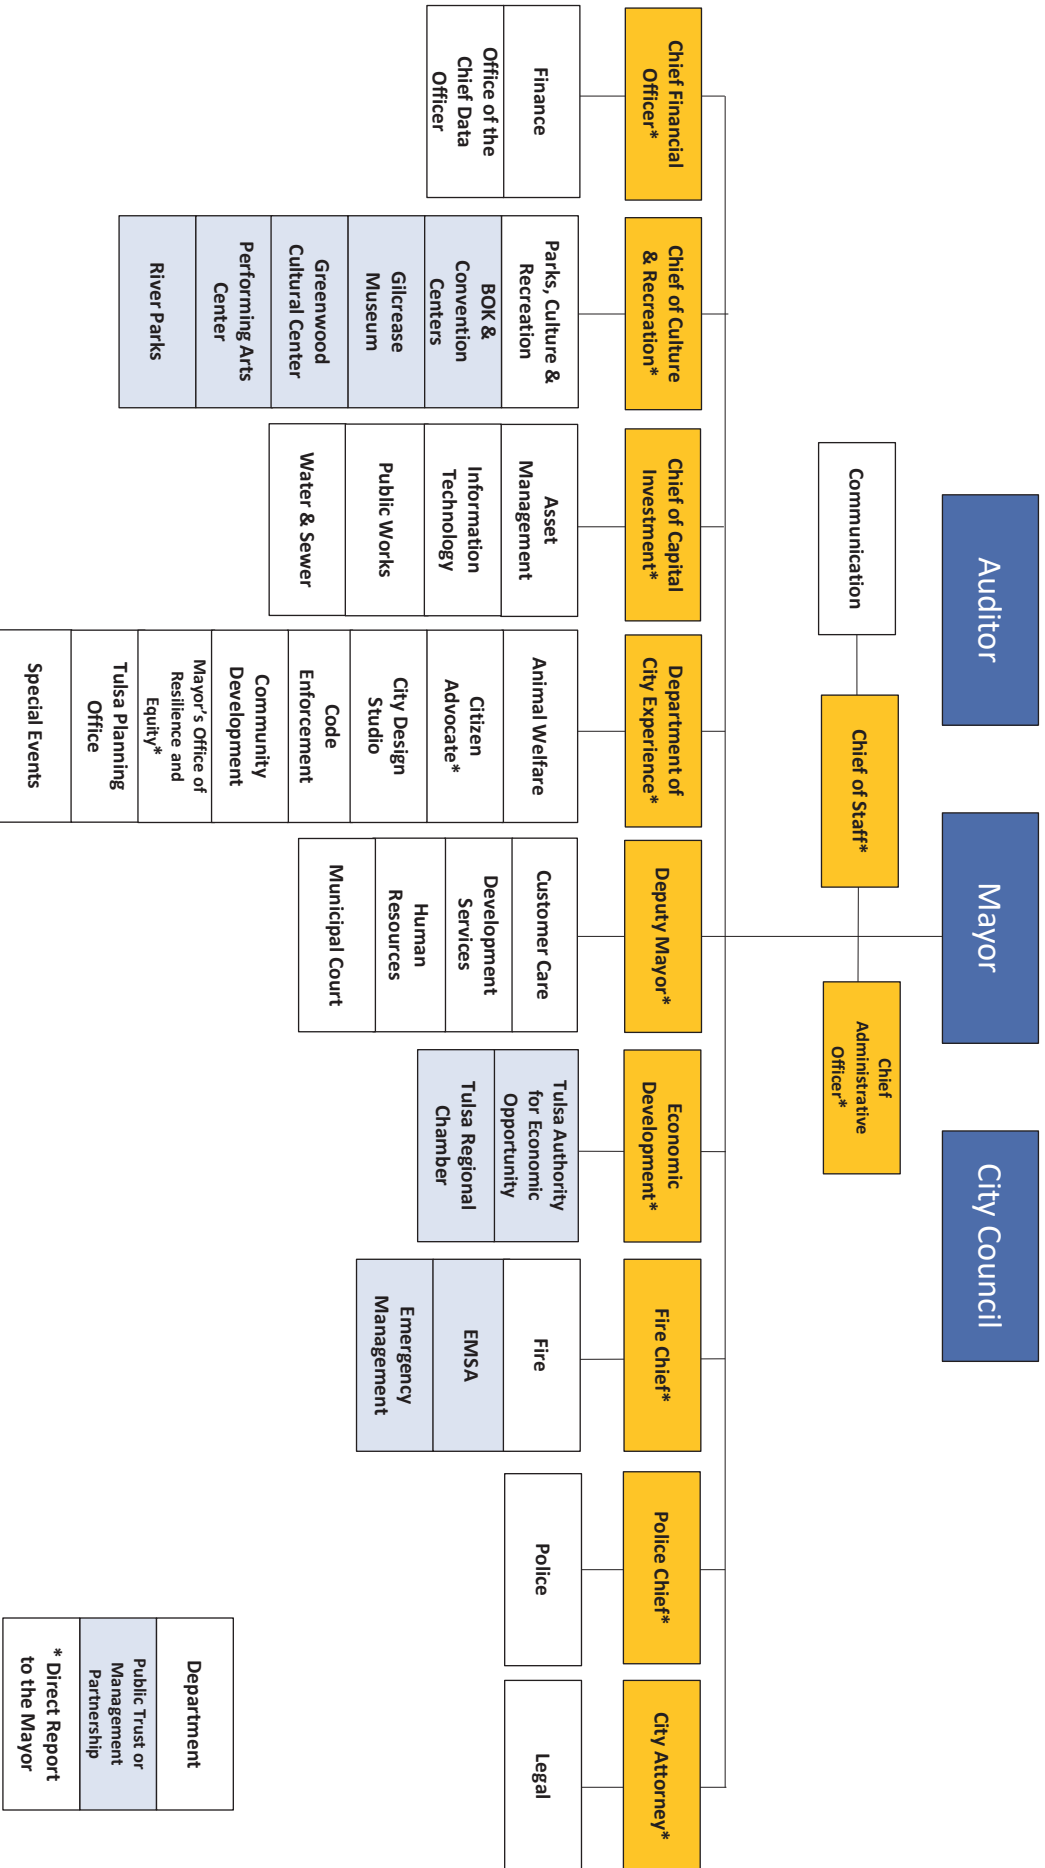 Auditor
Mayor
City Council
Communication
Chief of Staff*
Chief
Administrative
Officer*
Chief Financial
Officer*
Finance
Office of the
Chief Data
Officer
Chief of Culture
& Recreation*
Parks, Culture &
Recreation
BOK &
Convention
Centers
Gilcrease
Museum
Greenwood
Cultural Center
Performing Arts
Center
River Parks
Chief of Capital
Investment*
Asset
Management
Information
Technology
Public Works
Water & Sewer
Department of
City Experience*
Animal Welfare
Citizen
Advocate*
City Design
Studio
Code
Enforcement
Community
Development
Mayor's Office of
Resilience and
Equity*
Tulsa Planning
Office
Special Events
Deputy Mayor*
Customer Care
Development
Services
Human
Resources
Municipal Court
Economic
Development*
Tulsa Authority
for Economic
Opportunity
Tulsa Regional
Chamber
Fire Chief*
Fire
EMSA
Emergency
Management
Police Chief*
Police
City Attorney*
Legal
Department
Public Trust or
Management
Partnership
* Direct Report
to the Mayor